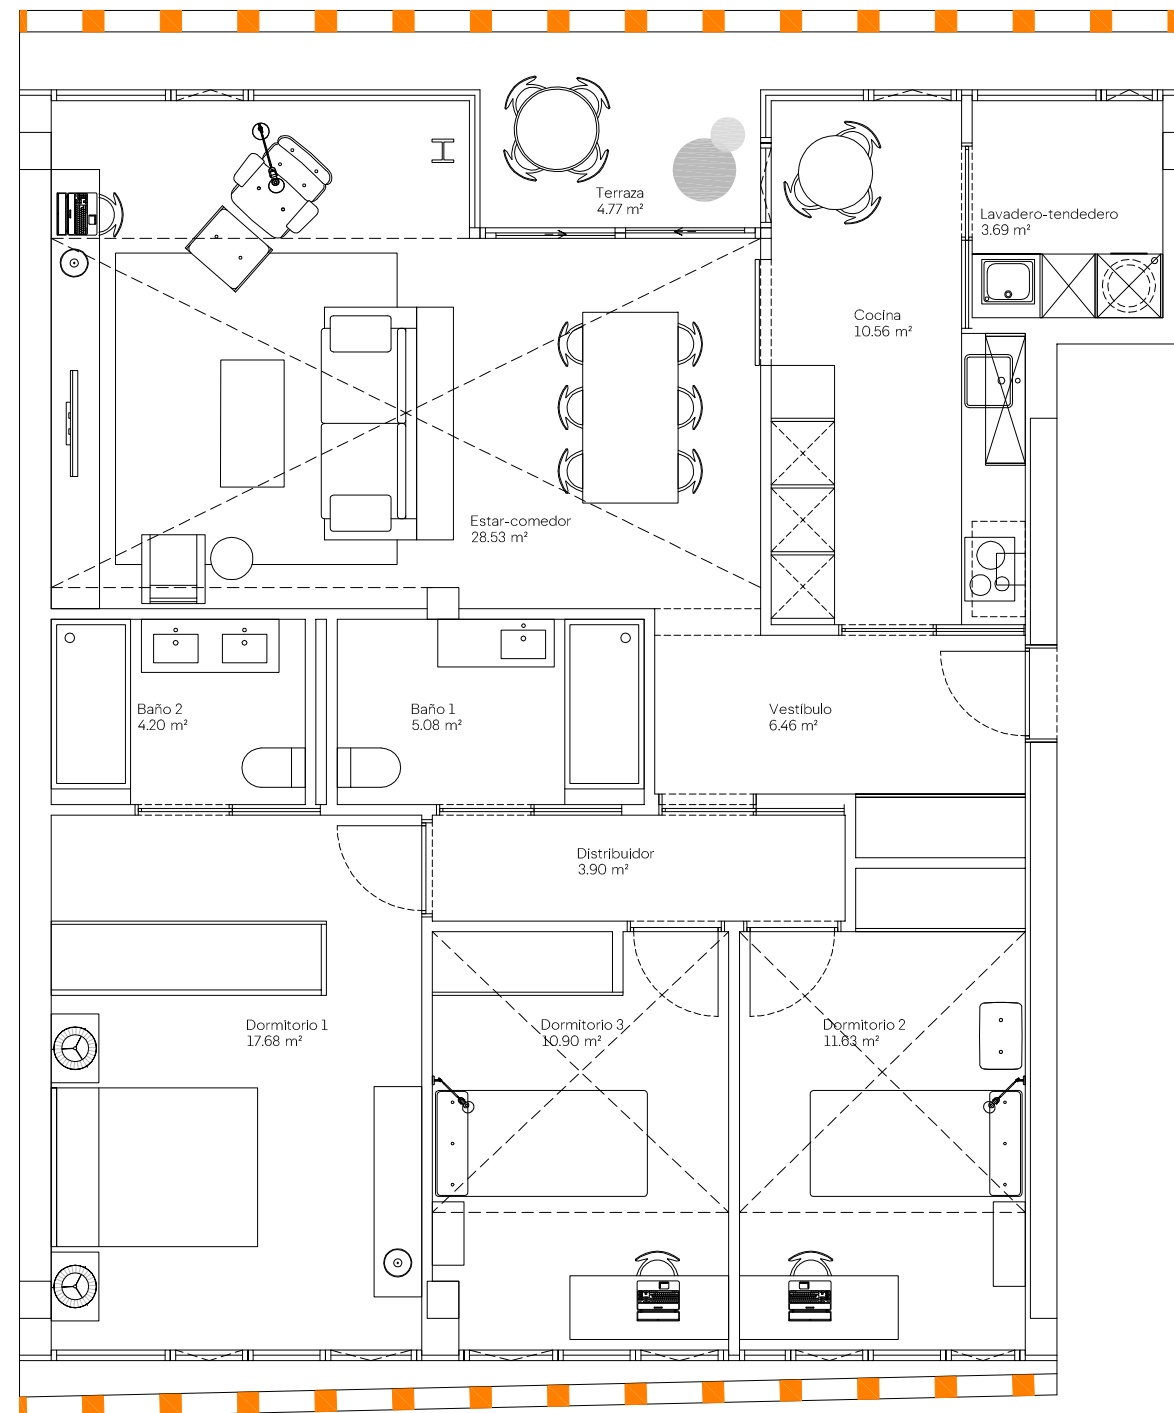 Terraza
4.77 m²
Lavadero-tendedero
3.69 m²
Cocina
10.56 m²
Estar-comedor
28.53 m²
Baño 2
4.20 m²
Baño 1
5.08 m²
Vestíbulo
6.46 m²
Distribuidor
3.90 m²
Dormitorio 1
17.68 m²
Dormitorio 3
10.90 m²
Dormitorio 2
11.63 m²